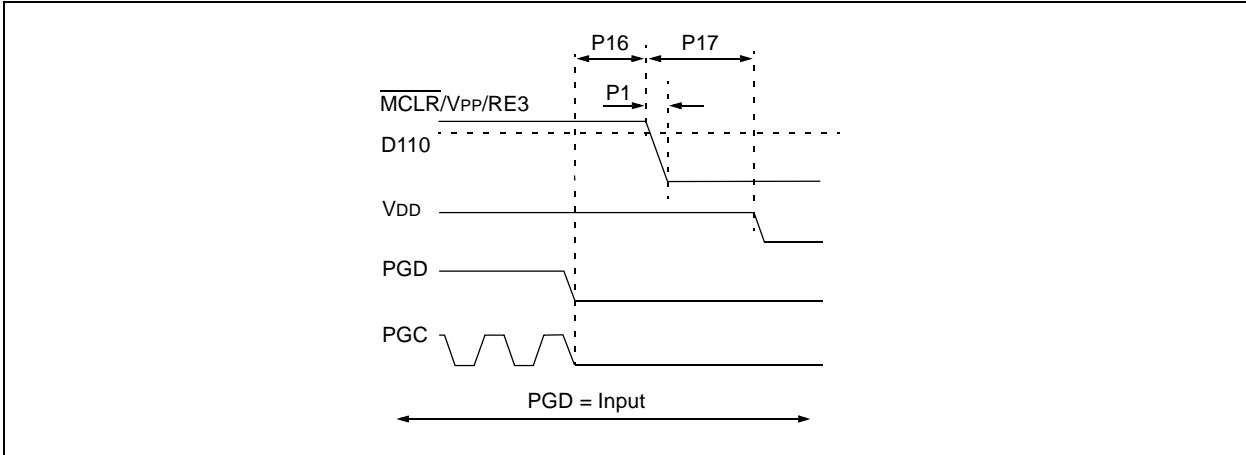 P16 P17
P1
MCLR/VPP/RE3
D110
VDD
PGD
PGC
PGD = Input